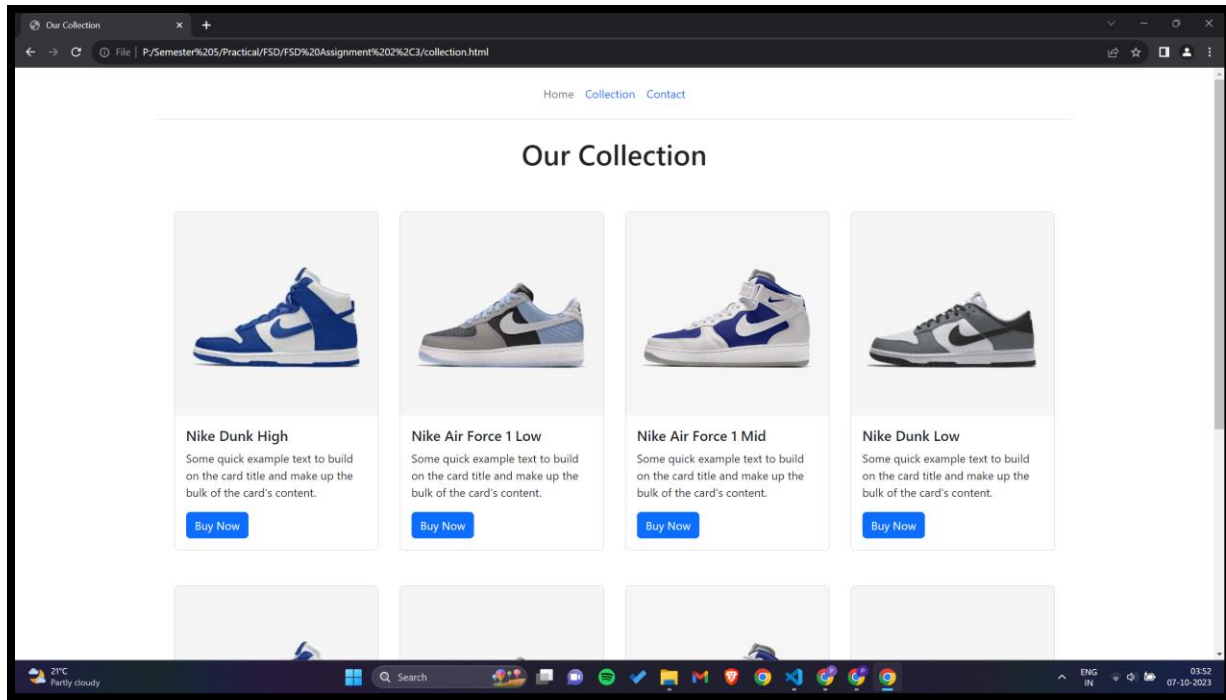 Our Collection
File | P:/Semester%205/Practical/FSD/FSD%20Assignment%202%2C3/collection.html
Home Collection Contact
Our Collection
Nike Dunk High
Some quick example text to build
on the card title and make up the
bulk of the card's content.
Buy Now
Nike Air Force 1 Low
Some quick example text to build
on the card title and make up the
bulk of the card's content.
Buy Now
Nike Air Force 1 Mid
Some quick example text to build
on the card title and make up the
bulk of the card's content.
Buy Now
Nike Dunk Low
Some quick example text to build
on the card title and make up the
bulk of the card's content.
Buy Now
21°C
Partly cloudy
Search
ENG
IN
03:52
07-10-2023